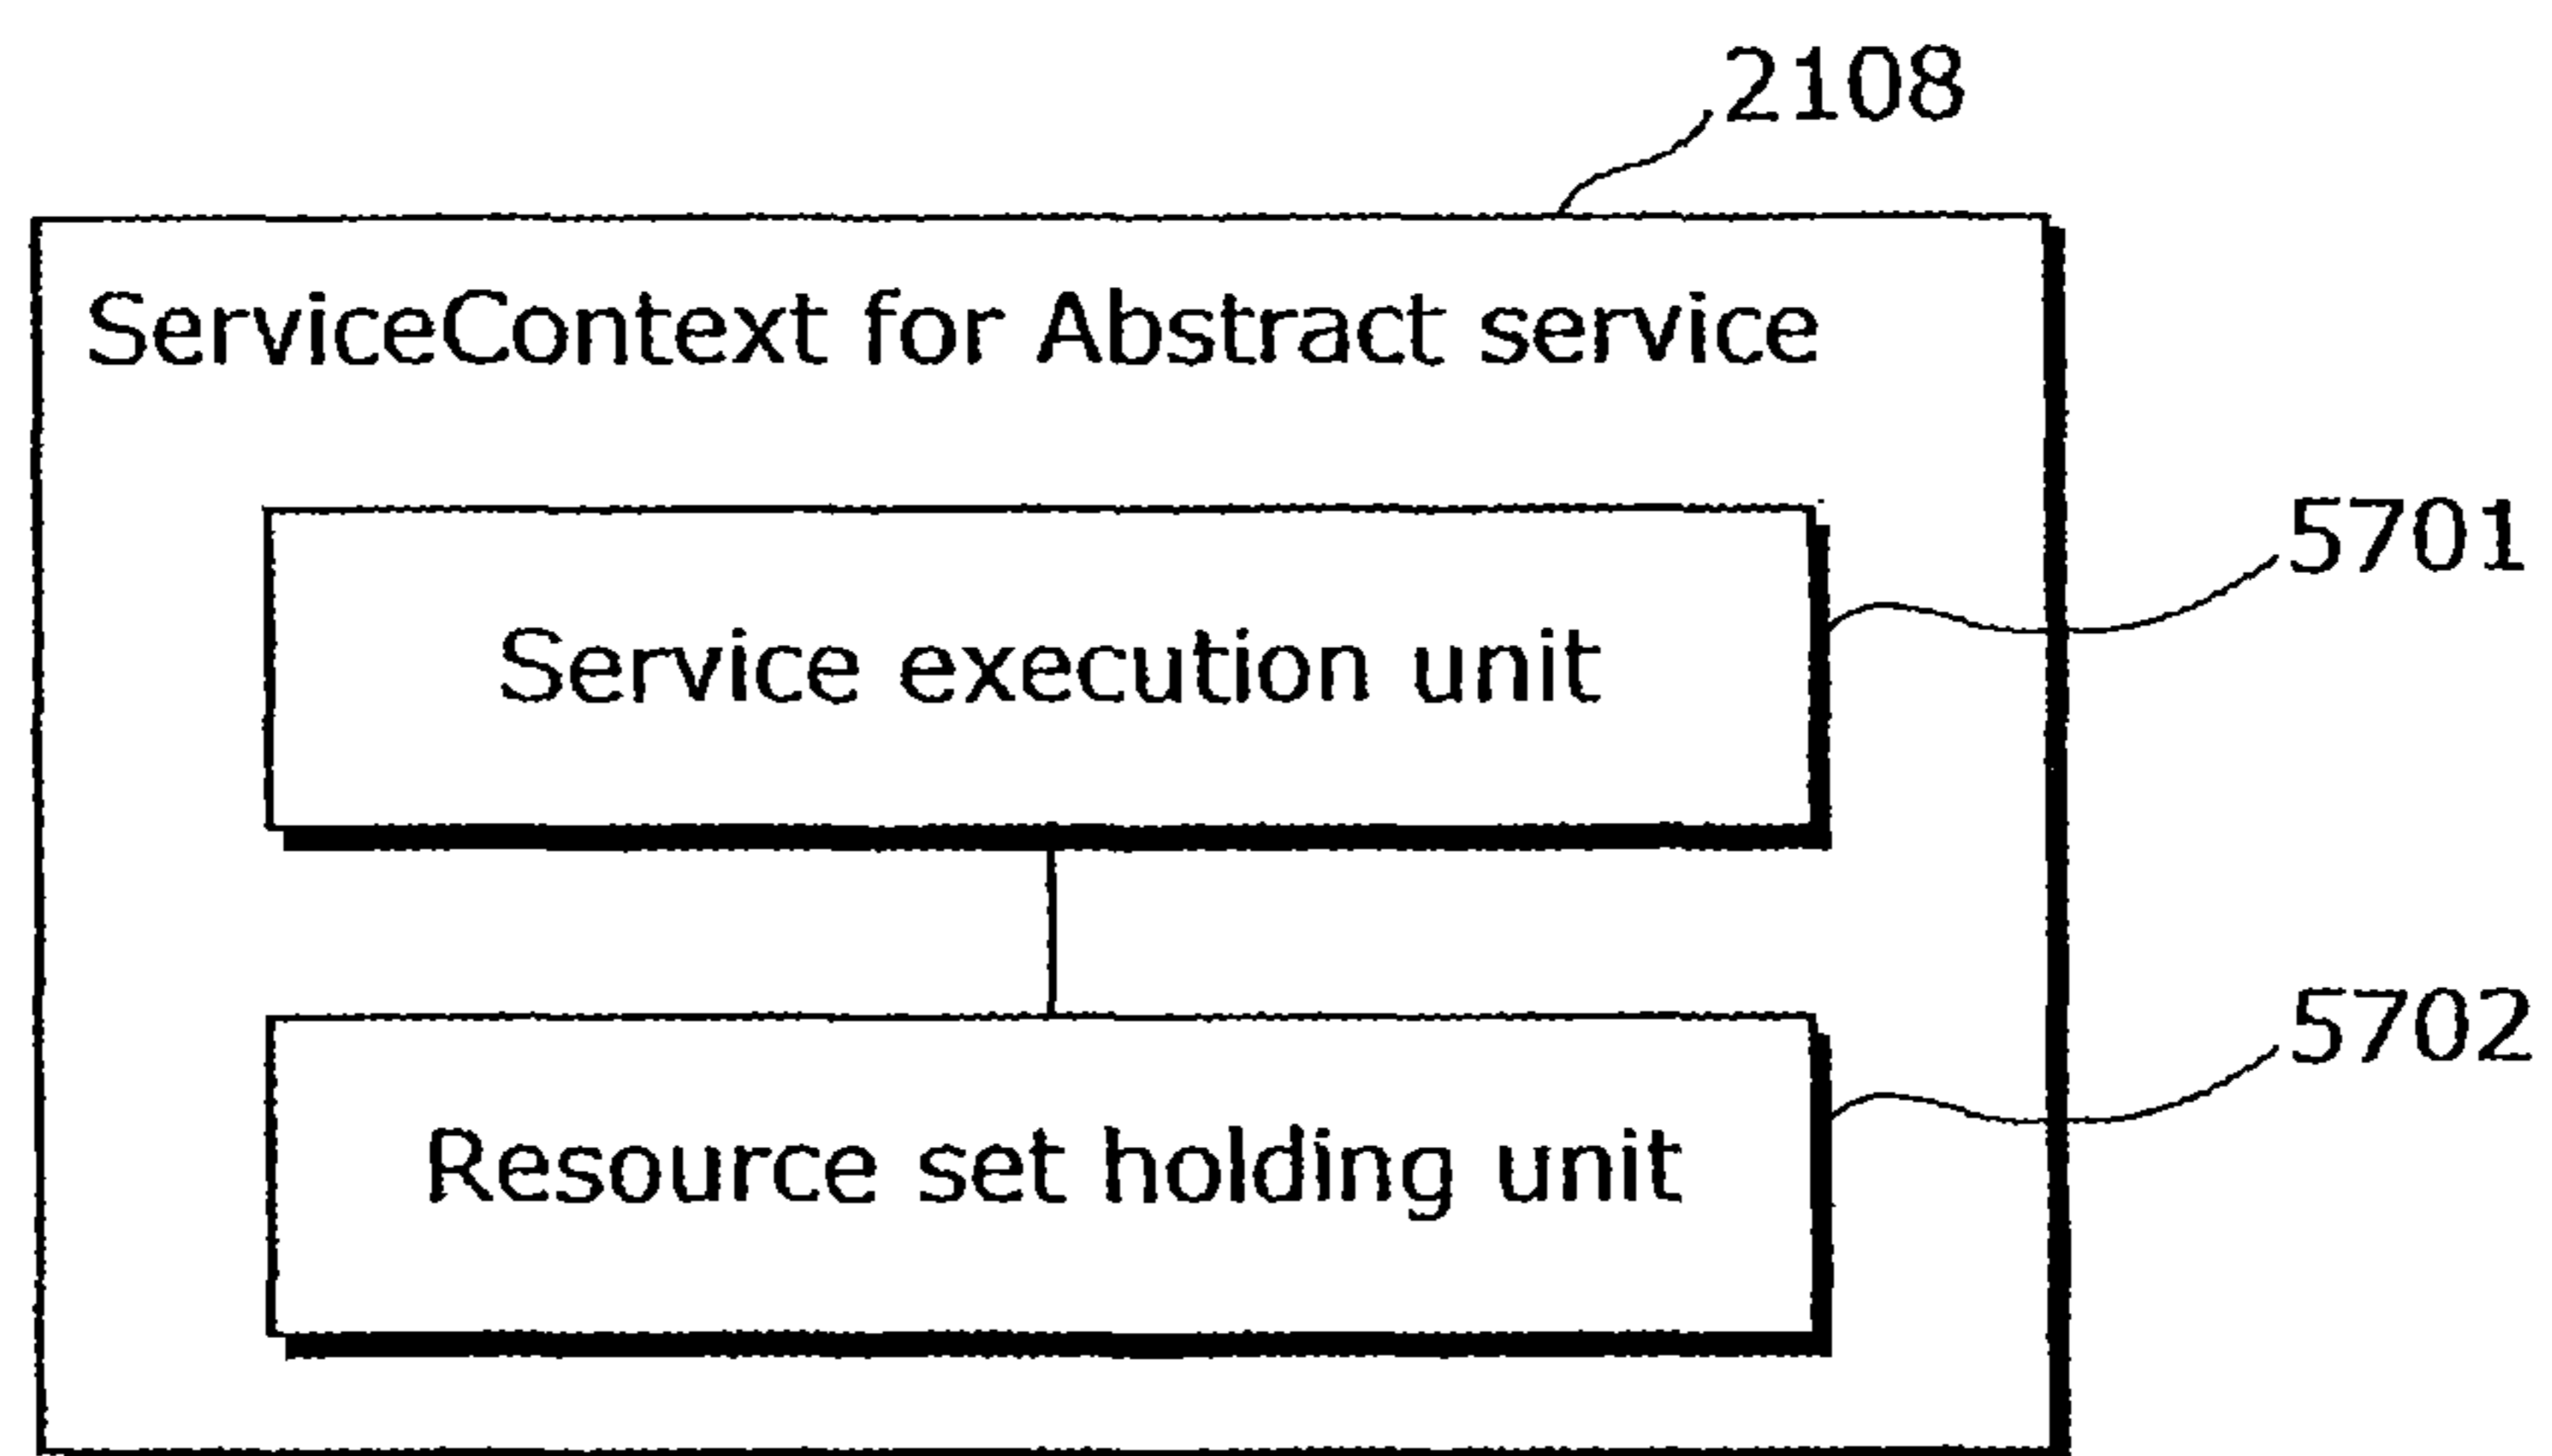 2108
ServiceContext for Abstract service
5701
Service execution unit
5702
Resource set holding unit